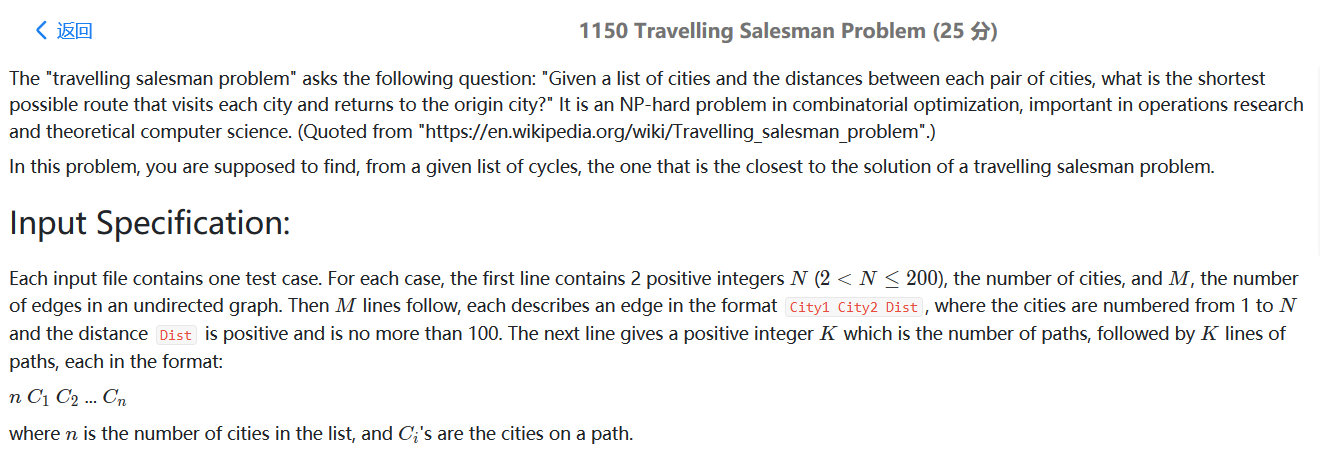 返回
1150 Travelling Salesman Problem (25 分)
The "travelling salesman problem" asks the following question: "Given a list of cities and the distances between each pair of cities, what is the shortest
possible route that visits each city and returns to the origin city?" It is an NP-hard problem in combinatorial optimization, important in operations research
and theoretical computer science. (Quoted from "https://en.wikipedia.org/wiki/Travelling_salesman_problem".)
In this problem, you are supposed to find, from a given list of cycles, the one that is the closest to the solution of a travelling salesman problem.
Input Specification:
Each input file contains one test case. For each case, the first line contains 2 positive integers N (2 < N ≤ 200), the number of cities, and M, the number
of edges in an undirected graph. Then M lines follow, each describes an edge in the format City1 City2 Dist, where the cities are numbered from 1 to N
and the distance Dist is positive and is no more than 100. The next line gives a positive integer K which is the number of paths, followed by K lines of
paths, each in the format:
n C₁ C₂ ... Cₙ
where n is the number of cities in the list, and Cᵢ's are the cities on a path.